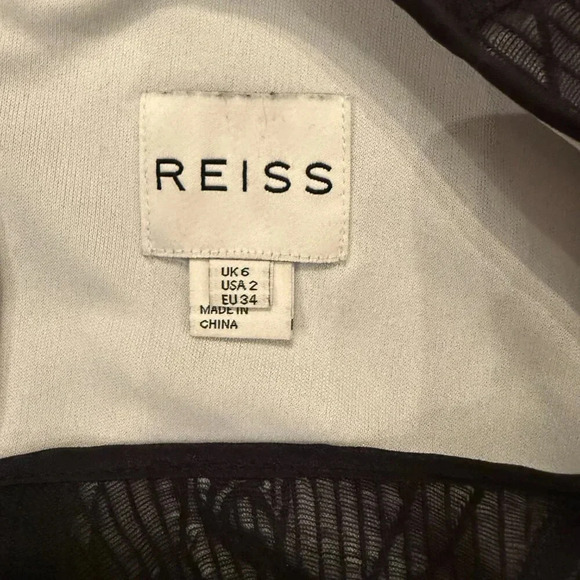 REISS
UK 6
USA 2
EU 34
MADE IN
CHINA